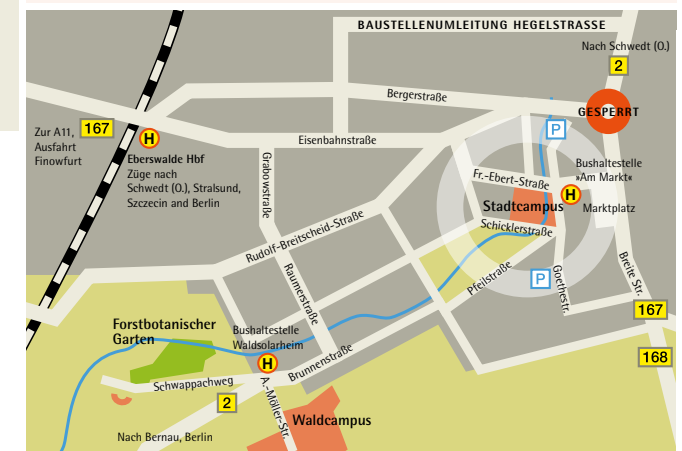 BAUSTELLENUMLEITUNG HEGELSTRASSE
Nach Schwedt (O.)
2
Bergerstraße
GESPERRT
P
Zur A11,
Ausfahrt
Finowfurt
167
H
Eberswalde Hbf
Züge nach
Schwedt (O.), Stralsund,
Szczecin and Berlin
Eisenbahnstraße
Grabowstraße
Fr.-Ebert-Straße
Bushaltestelle
»Am Markt«
H
Stadtcampus
Marktplatz
Schicklerstraße
Rudolf-Breitscheid-Straße
Raumerstraße
Pfeilstraße
P
Goethestr.
Breite Str.
167
168
Forstbotanischer
Garten
Bushaltestelle
Waldsolarheim
H
Brunnenstraße
Schwappachweg
2
A.-Möller-Str.
Waldcampus
Nach Bernau, Berlin